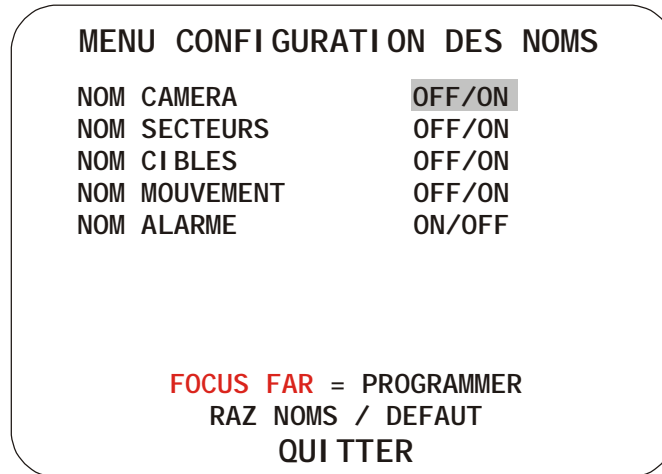 MENU CONFIGURATION DES NOMS
NOM CAMERA OFF/ON
NOM SECTEURS OFF/ON
NOM CIBLES OFF/ON
NOM MOUVEMENT OFF/ON
NOM ALARME ON/OFF
FOCUS FAR = PROGRAMMER
RAZ NOMS / DEFAUT
QUITTER